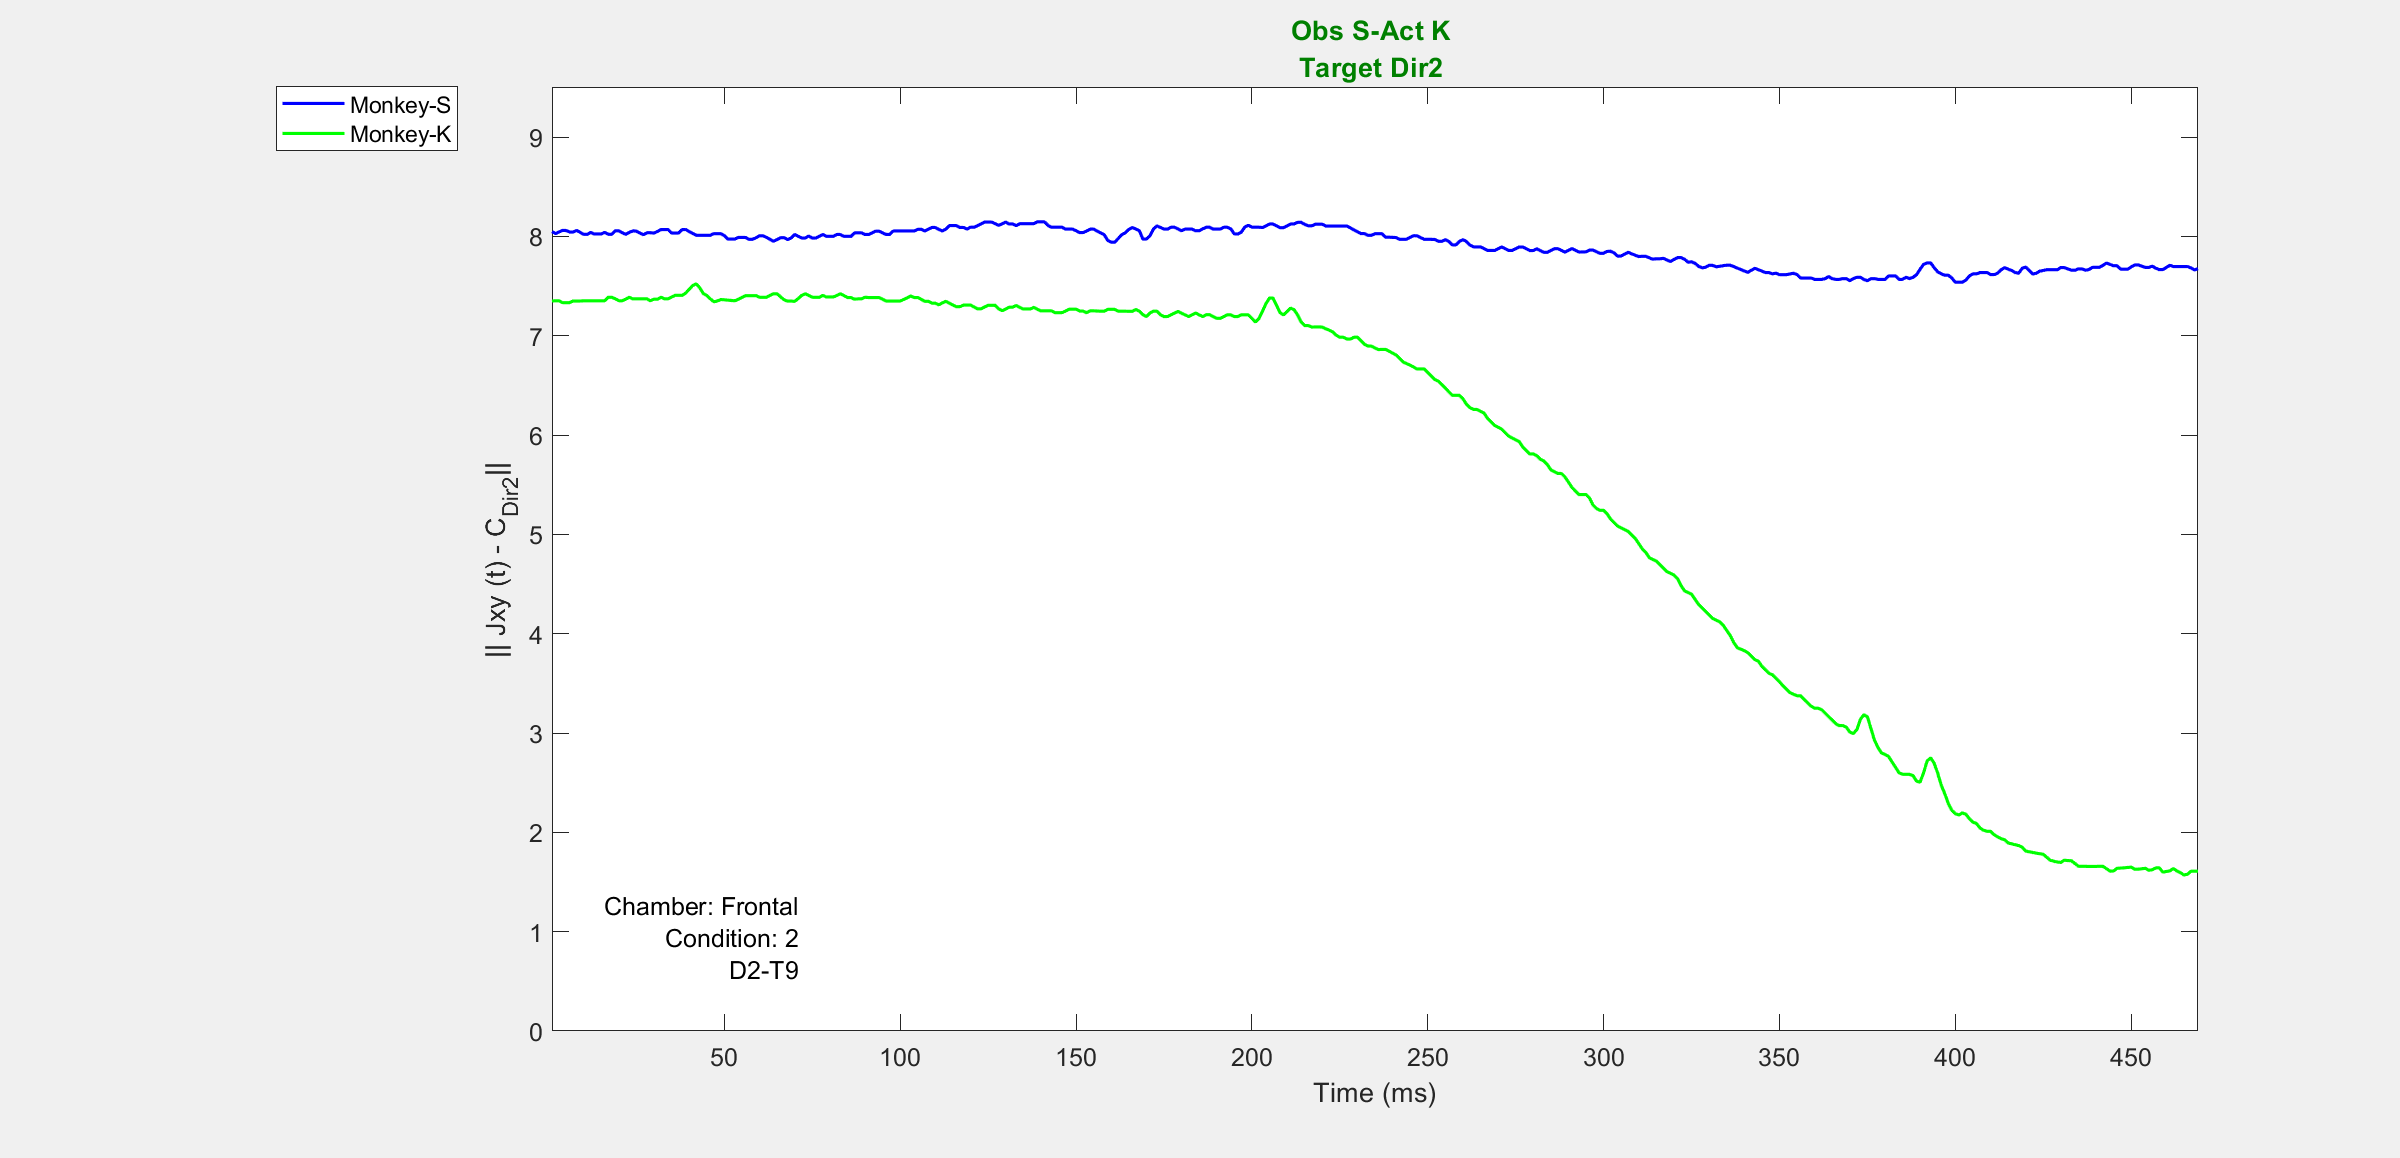 Obs S-Act K
Target Dir2
Monkey-S
Monkey-K
9
8
7
6
5
4
3
2
1
0
|| Jxy (t) - C_Dir2||
Chamber: Frontal
Condition: 2
D2-T9
50 100 150 200 250 300 350 400 450
Time (ms)